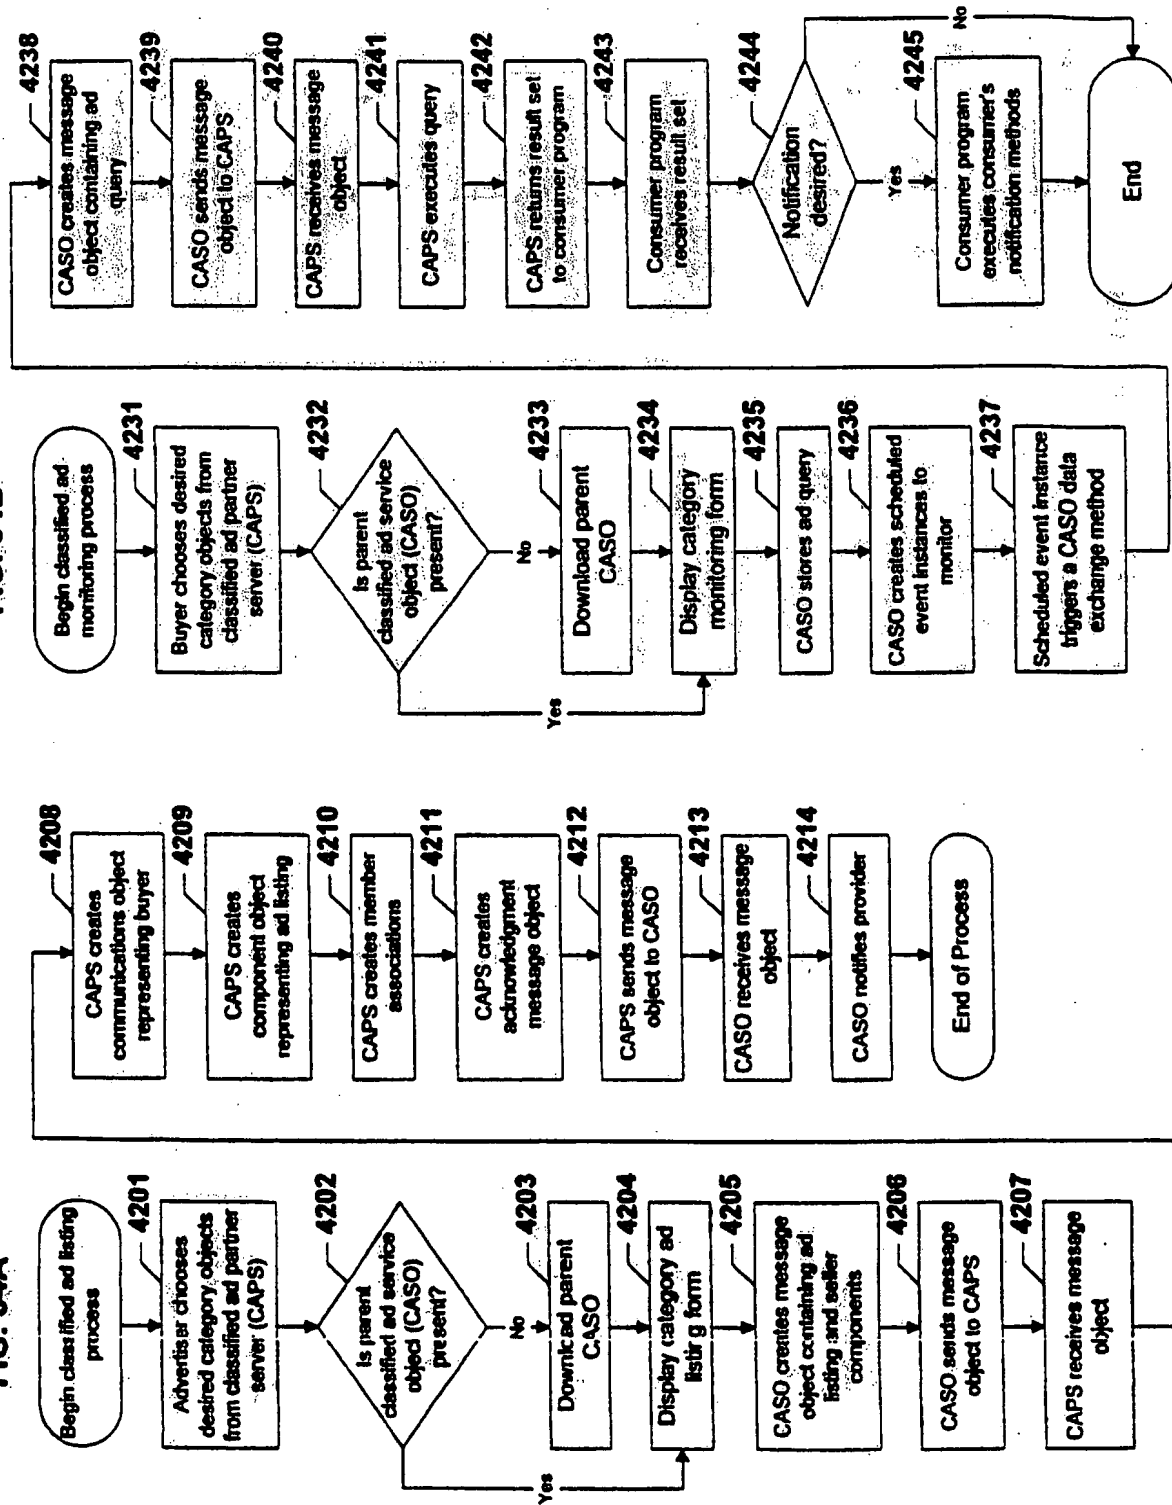 Begin classified ad listing
process
4201
Advertiser chooses
desired category objects
from classified ad partner
server (CAPS)
4202
Is parent
classified ad service
object (CASO)
present?
No
Yes
4203
Download parent
CASO
4204
Display category ad
listing form
4205
CASO creates message
object containing ad
listing and seller
components
4206
CASO sends message
object to CAPS
4207
CAPS receives message
object
4208
CAPS creates
communications object
representing buyer
4209
CAPS creates
component object
representing ad listing
4210
CAPS creates member
associations
4211
CAPS creates
acknowledgment
message object
4212
CAPS sends message
object to CASO
4213
CASO receives message
object
4214
CASO notifies provider
End of Process
Begin classified ad
monitoring process
4231
Buyer chooses desired
category objects from
classified ad partner
server (CAPS)
4232
Is parent
classified ad service
object (CASO)
present?
No
Yes
4233
Download parent
CASO
4234
Display category
monitoring form
4235
CASO stores ad query
4236
CASO creates scheduled
event instances to
monitor
4237
Scheduled event instance
triggers a CASO data
exchange method
4238
CASO creates message
object containing ad
query
4239
CASO sends message
object to CAPS
4240
CAPS receives message
object
4241
CAPS executes query
4242
CAPS returns result set
to consumer program
4243
Consumer program
receives result set
4244
Notification
desired?
No
Yes
4245
Consumer program
executes consumer's
notification methods
End